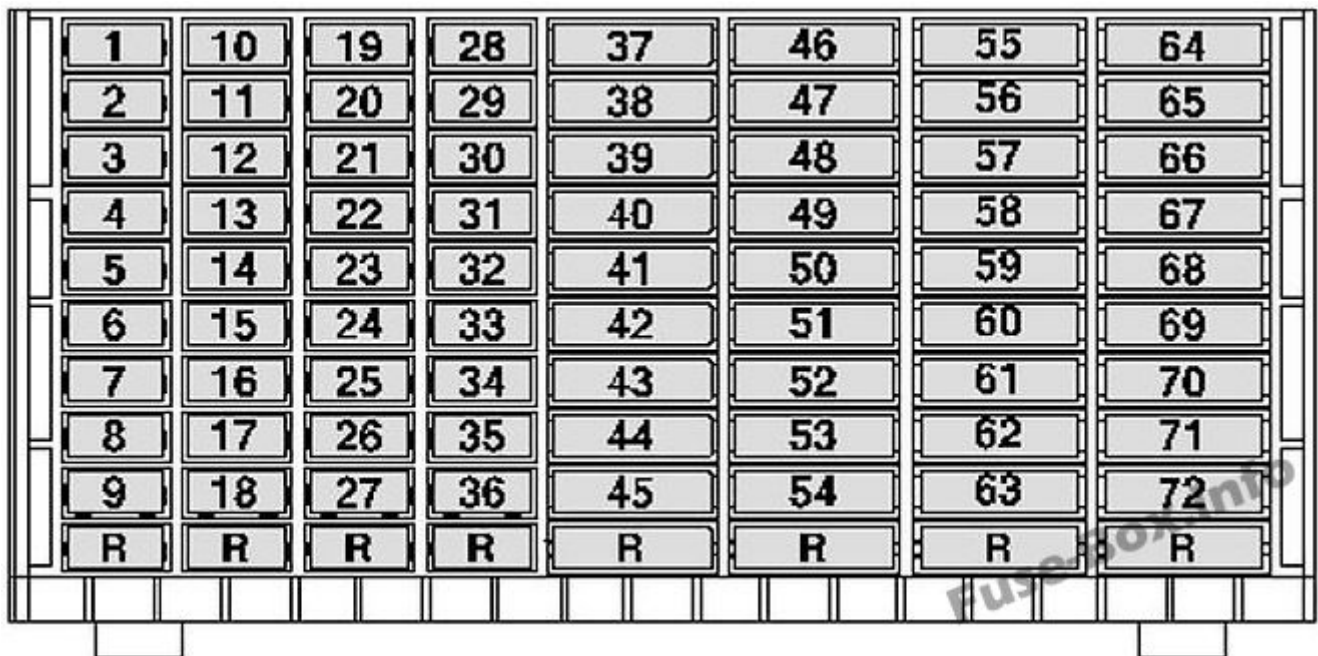 1 10 19 28 37 46 55 64
2 11 20 29 38 47 56 65
3 12 21 30 39 48 57 66
4 13 22 31 40 49 58 67
5 14 23 32 41 50 59 68
6 15 24 33 42 51 60 69
7 16 25 34 43 52 61 70
8 17 26 35 44 53 62 71
9 18 27 36 45 54 63 72
R R R R R R R R
Fuse-Box.info